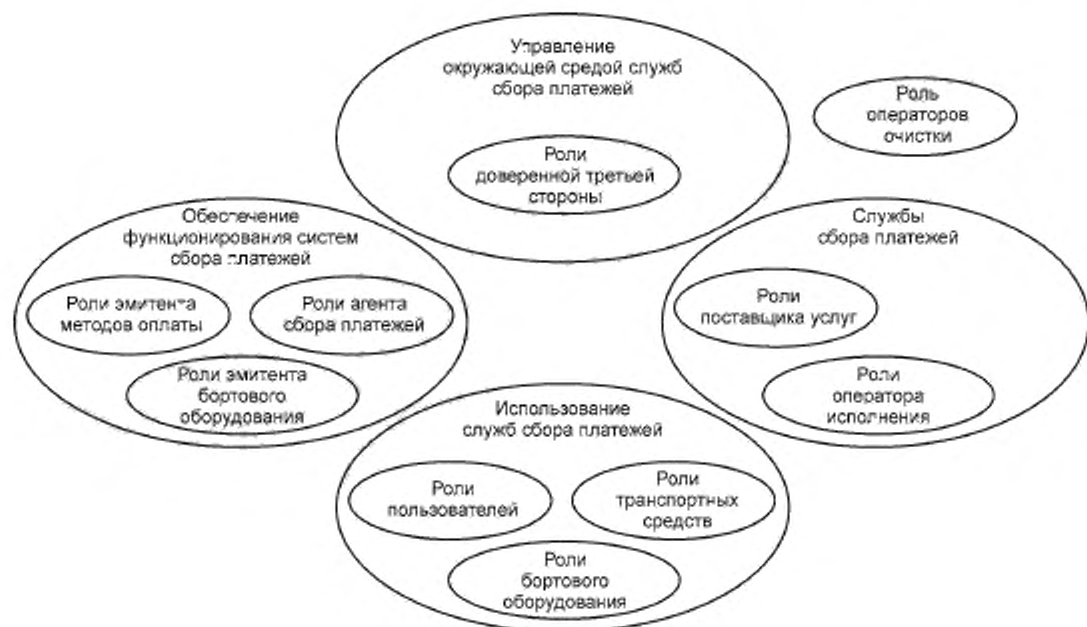 Управление
окружающей средой служб
сбора платежей
Роли
доверенной третьей
стороны
Роль
операторов
очистки
Обеспечение
функционирования систем
сбора платежей
Роли эмитента
методов оплаты
Роли агента
сбора платежей
Роли эмитента
бортового
оборудования
Службы
сбора платежей
Роли
поставщика услуг
Роли
оператора
исполнения
Использование
служб сбора платежей
Роли
пользователей
Роли
транспортных
средств
Роли
бортового
оборудования